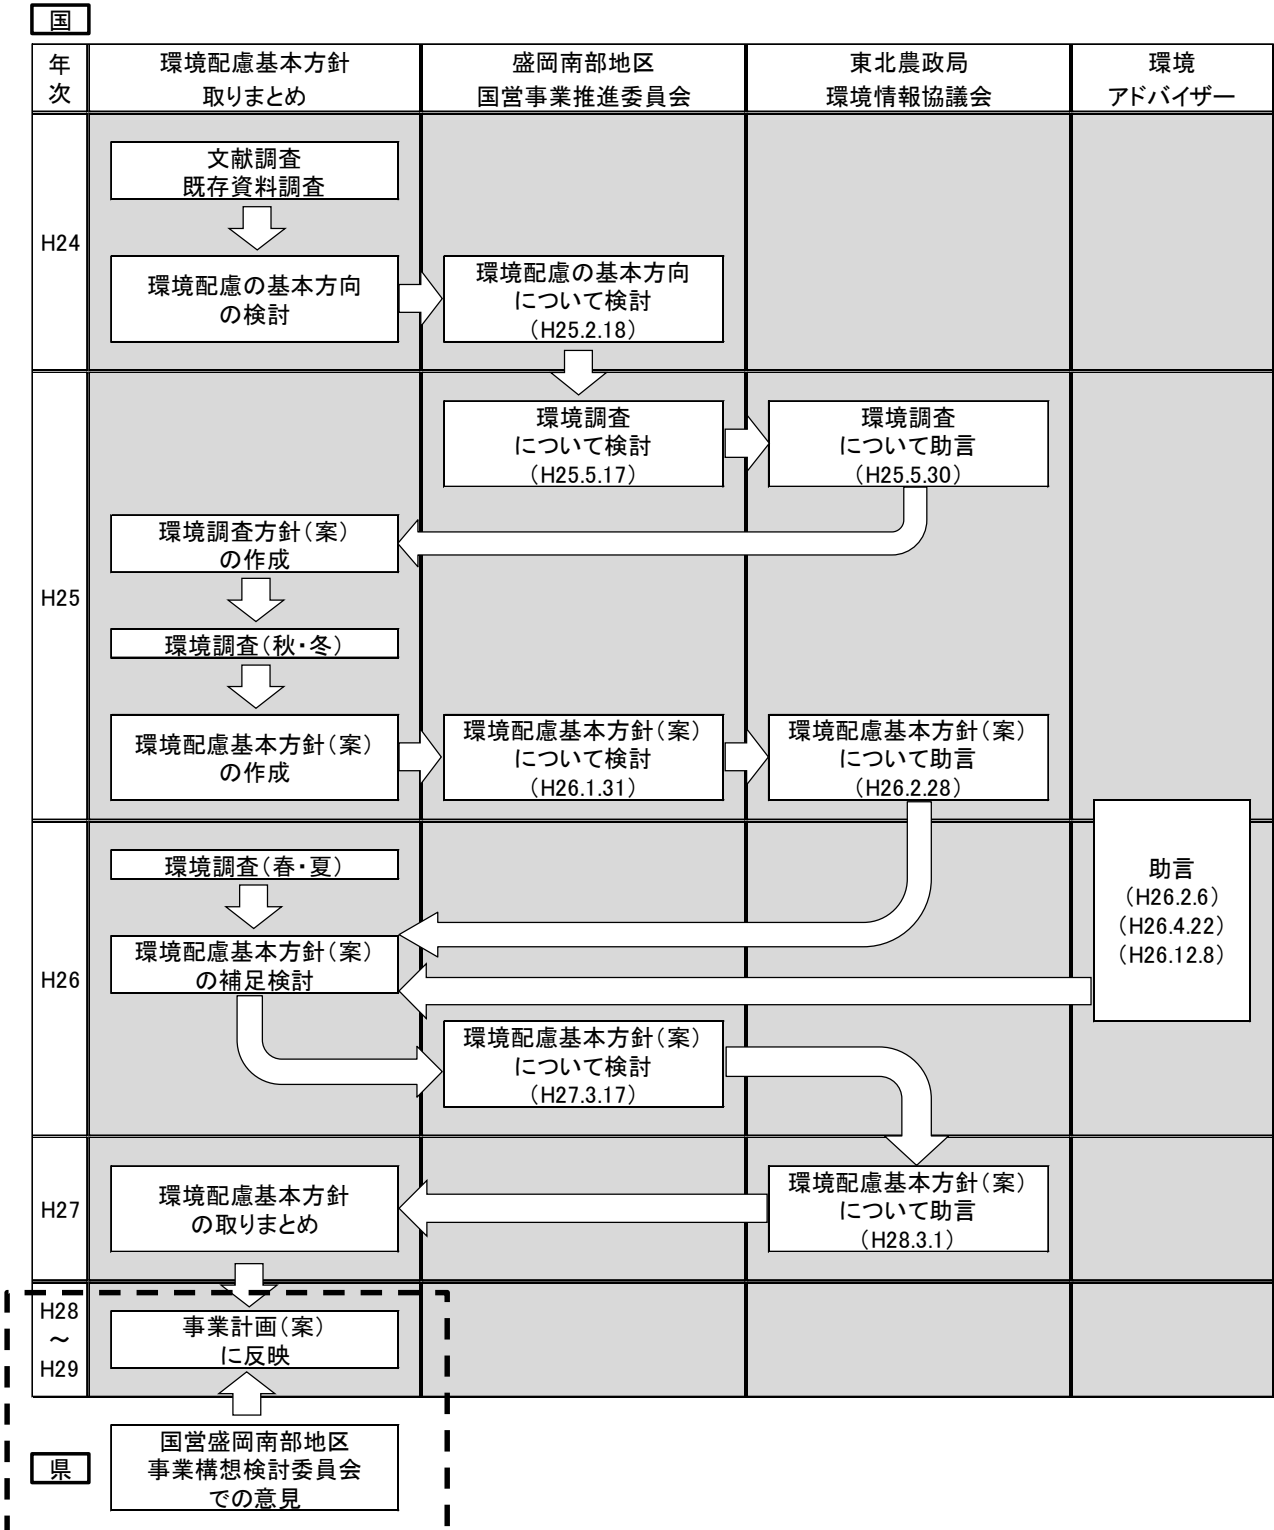 国
年
次
環境配慮基本方針
取りまとめ
盛岡南部地区
国営事業推進委員会
東北農政局
環境情報協議会
環境
アドバイザー
H24
文献調査
既存資料調査
環境配慮の基本方向
の検討
環境配慮の基本方向
について検討
（H25.2.18）
H25
環境調査
について検討
（H25.5.17）
環境調査
について助言
（H25.5.30）
環境調査方針（案）
の作成
環境調査（秋・冬）
環境配慮基本方針（案）
の作成
環境配慮基本方針（案）
について検討
（H26.1.31）
環境配慮基本方針（案）
について助言
（H26.2.28）
H26
環境調査（春・夏）
環境配慮基本方針（案）
の補足検討
助言
（H26.2.6）
（H26.4.22）
（H26.12.8）
環境配慮基本方針（案）
について検討
（H27.3.17）
H27
環境配慮基本方針
の取りまとめ
環境配慮基本方針（案）
について助言
（H28.3.1）
H28
～
H29
事業計画（案）
に反映
県
国営盛岡南部地区
事業構想検討委員会
での意見